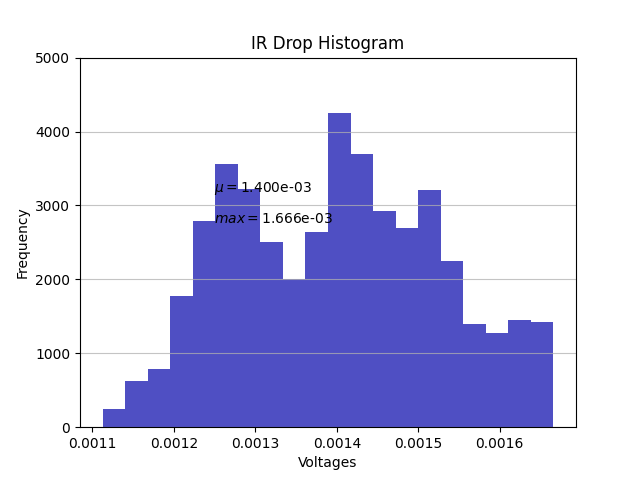 IR Drop Histogram
5000
4000
3000
2000
1000
0
Frequency
μ = 1.400e-03
max = 1.666e-03
0.0011 0.0012 0.0013 0.0014 0.0015 0.0016
Voltages